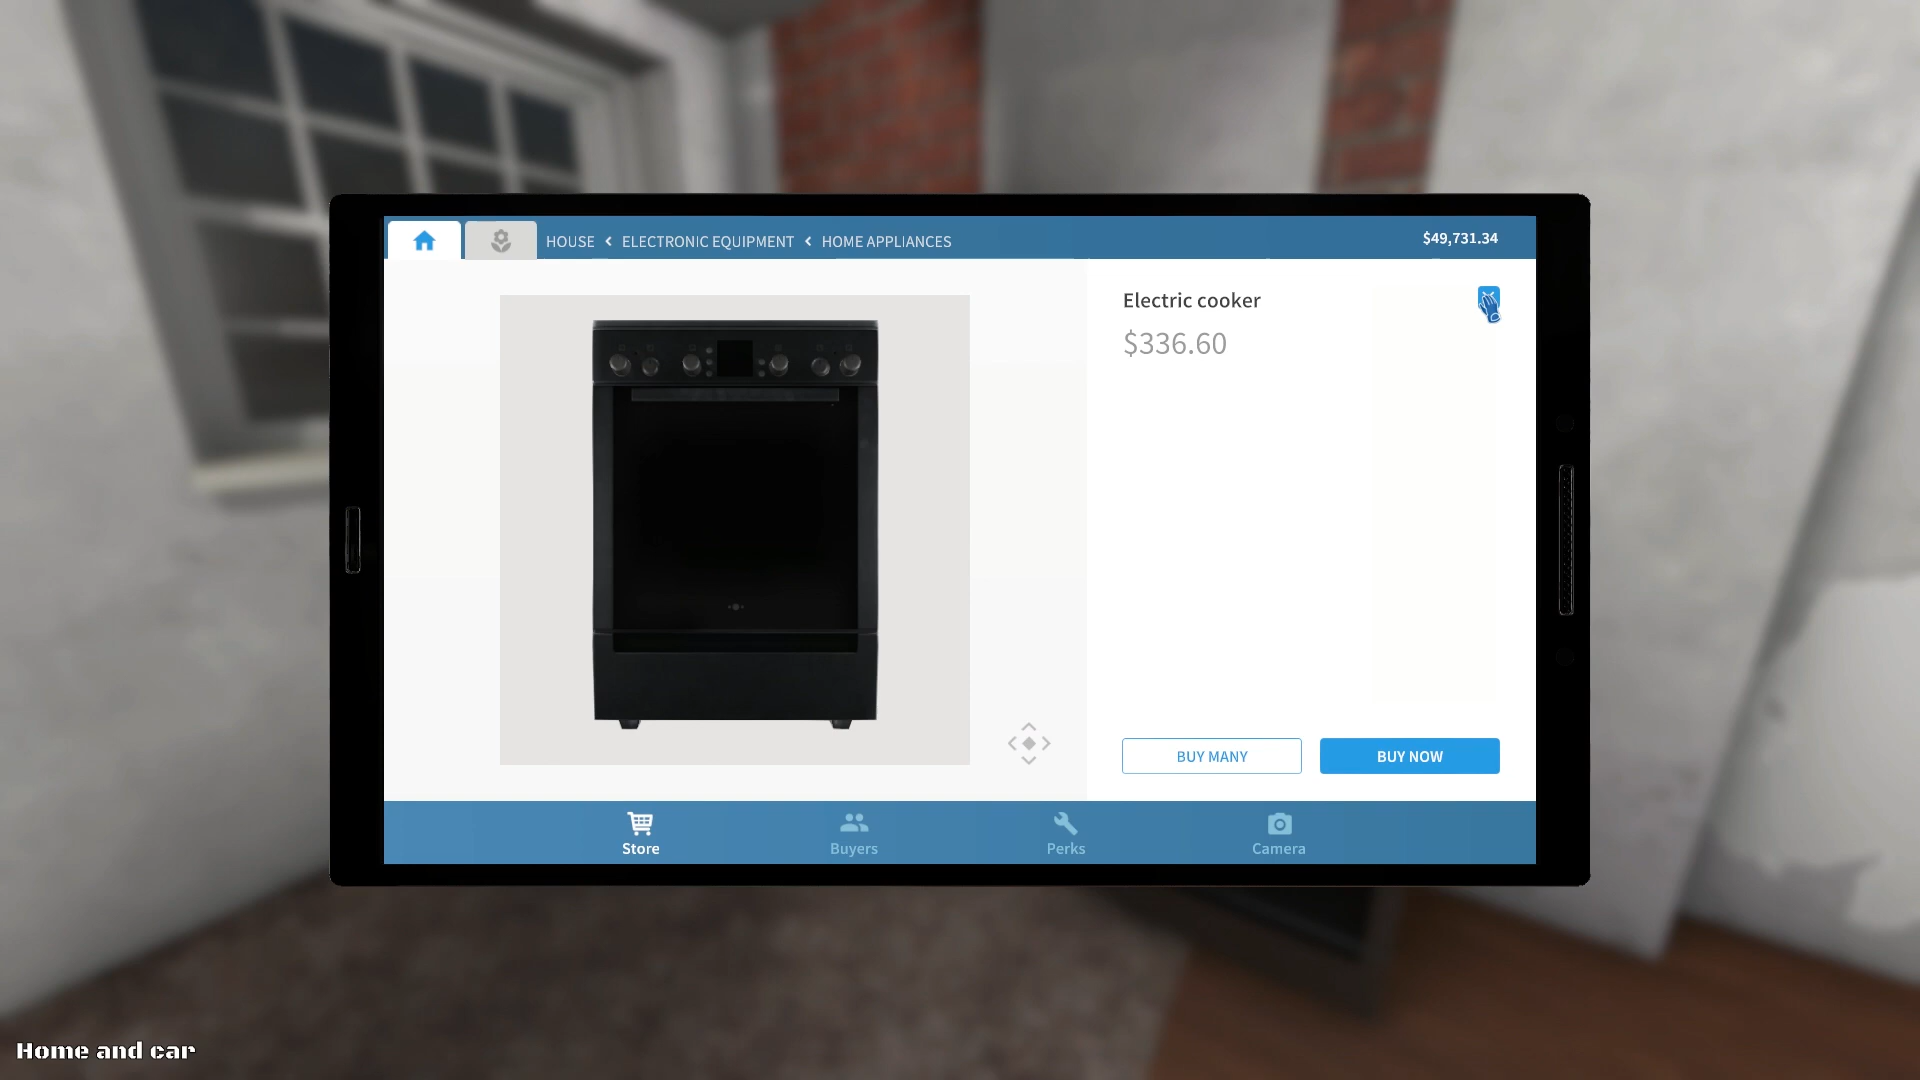 HOUSE < ELECTRONIC EQUIPMENT < HOME APPLIANCES
$49,731.34
Electric cooker
$336.60
BUY MANY
BUY NOW
Store
Buyers
Perks
Camera
Home and car